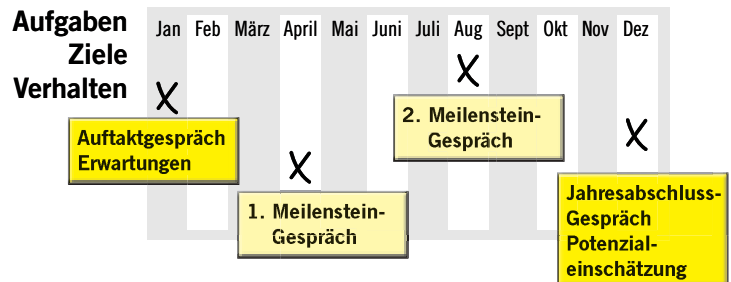 Aufgaben
Ziele
Verhalten
Jan Feb März April Mai Juni Juli Aug Sept Okt Nov Dez
X
X
X
X
Auftaktgespräch
Erwartungen
1. Meilenstein-
Gespräch
2. Meilenstein-
Gespräch
Jahresabschluss-
Gespräch
Potenzial-
einschätzung